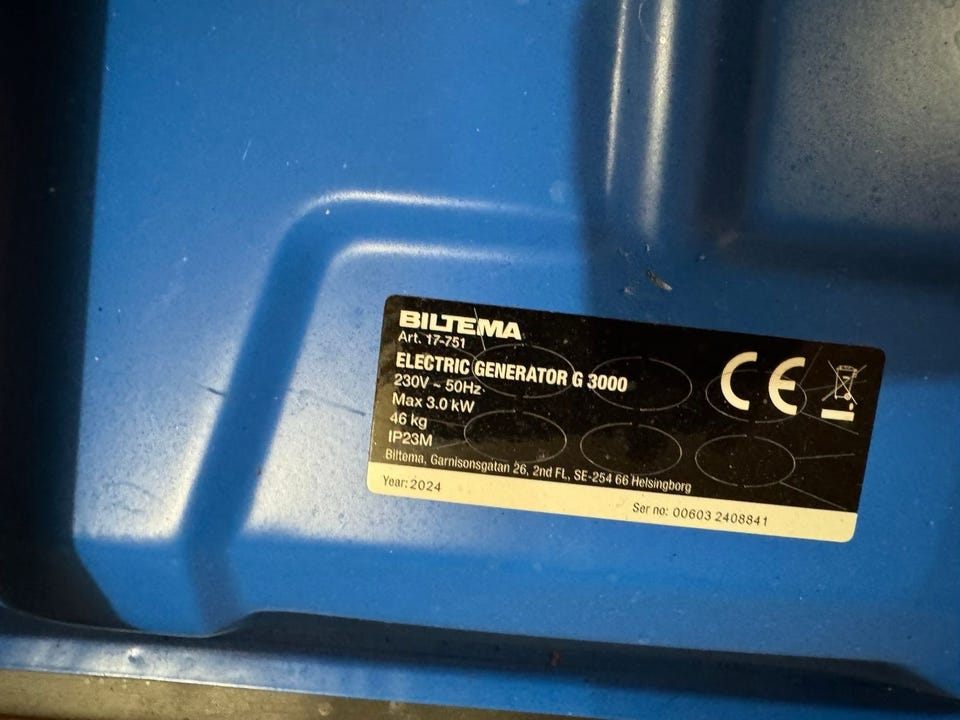 BILTEMA
Art. 17-751
ELECTRIC GENERATOR G 3000
230V ~ 50Hz
Max 3.0 kW
46 kg
IP23M
Biltema, Garnisonsgatan 26, 2nd Fl., SE-254 66 Helsingborg
CE
Year: 2024
Ser no: 00603 2408841